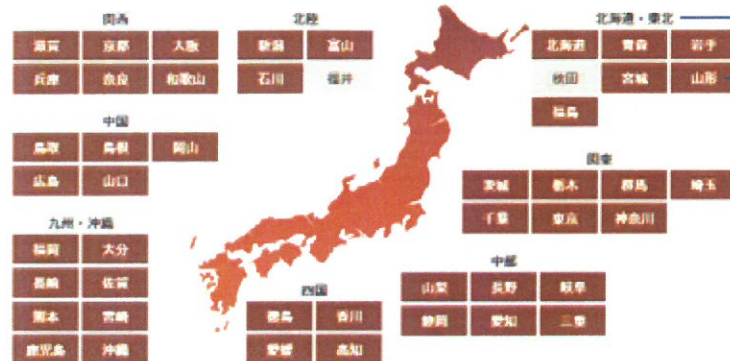 関西
滋賀 京都 大阪
兵庫 奈良 和歌山
北陸
新潟 富山
石川 福井
北海道・東北
北海道 青森 岩手
秋田 宮城 山形
福島
中国
鳥取 島根 岡山
広島 山口
関東
茨城 栃木 群馬 埼玉
千葉 東京 神奈川
九州・沖縄
福岡 大分
長崎 佐賀
熊本 宮崎
鹿児島 沖縄
四国
徳島 香川
愛媛 高知
中部
山梨 長野 岐阜
静岡 愛知 三重